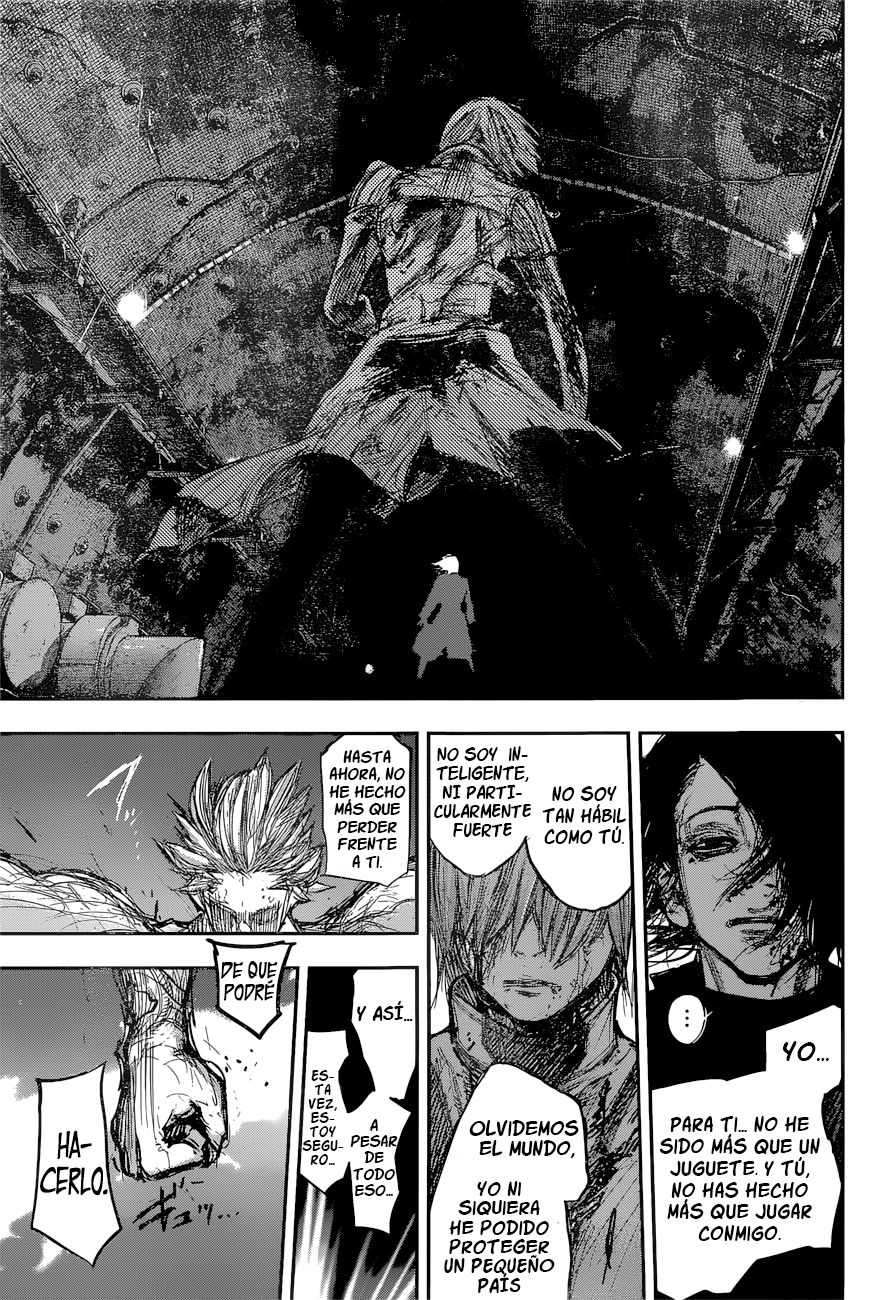 ...
YO...
PARA TI... NO HE
SIDO MÁS QUE UN
JUGUETE. Y TÚ,
NO HAS HECHO
MÁS QUE JUGAR
CONMIGO.
NO SOY
TAN HÁBIL
COMO TÚ.
NO SOY IN-
TELIGENTE,
NI PARTI-
CULARMENTE
FUERTE
OLVIDEMOS
EL MUNDO,
YO NI
SIQUIERA
HE PODIDO
PROTEGER
UN PEQUEÑO
PAÍS
HASTA
AHORA, NO
HE HECHO
MÁS QUE
PERDER
FRENTE
A TI.
Y ASÍ...
A
PESAR
DE
TODO
ESO...
ES-
TA
VEZ,
ES-
TOY
SEGU-
RO...
DE QUE
PODRÉ
HA-
CERLO.
ギュッ...